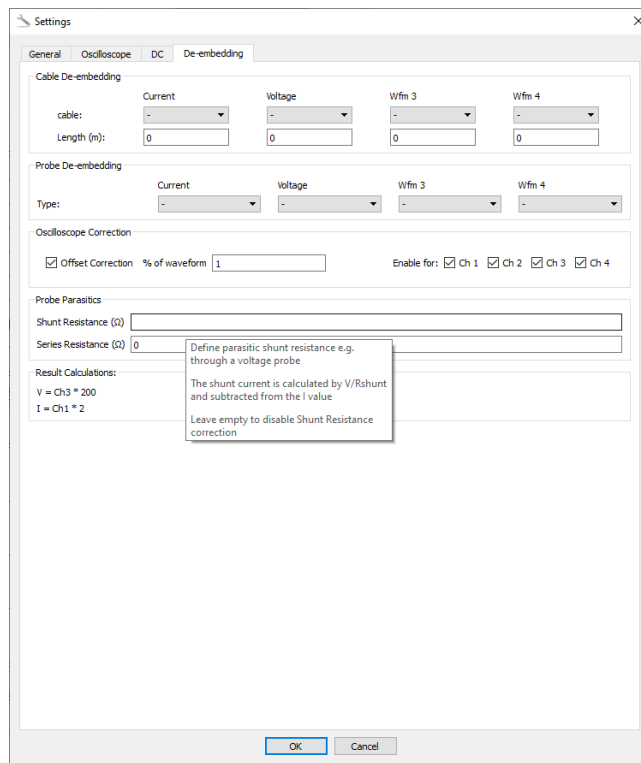 Settings
General Oscilloscope DC De-embedding
Cable De-embedding
Current Voltage Wfm 3 Wfm 4
cable: - - - -
Length (m): 0 0 0 0
Probe De-embedding
Current Voltage Wfm 3 Wfm 4
Type: - - - -
Oscilloscope Correction
Offset Correction % of waveform 1 Enable for: Ch 1 Ch 2 Ch 3 Ch 4
Probe Parasitics
Shunt Resistance (Ω)
Series Resistance (Ω) 0
Define parasitic shunt resistance e.g.
through a voltage probe
The shunt current is calculated by V/Rshunt
and subtracted from the I value
Leave empty to disable Shunt Resistance
correction
Result Calculations:
V = Ch3 * 200
I = Ch1 * 2
OK Cancel